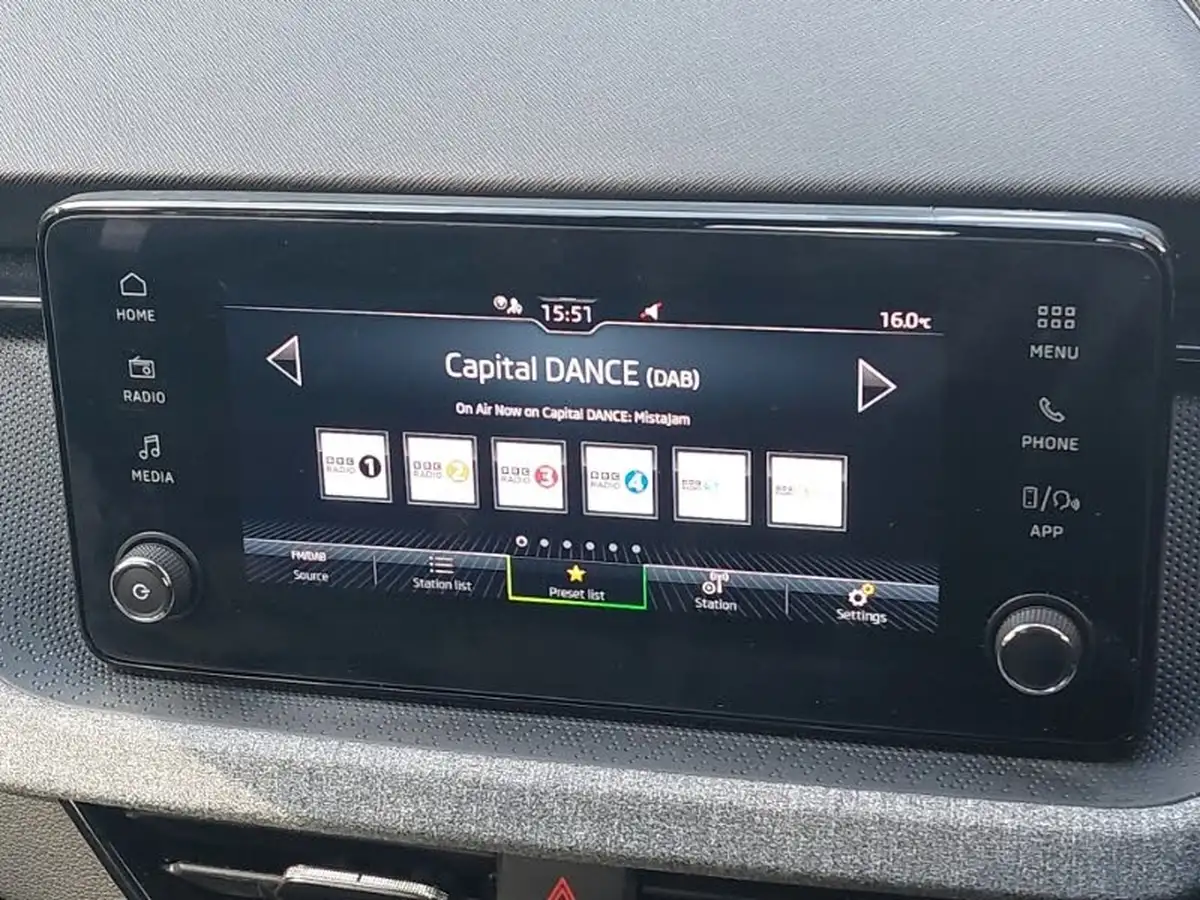 HOME
RADIO
MEDIA
15:51
16.0°C
Capital DANCE (DAB)
On Air Now on Capital DANCE: MistaJam
BBC RADIO 1
BBC RADIO 2
BBC RADIO 3
BBC RADIO 4
BBC
RADIO
FM/DAB
Source
Station list
Preset list
Station
Settings
MENU
PHONE
APP